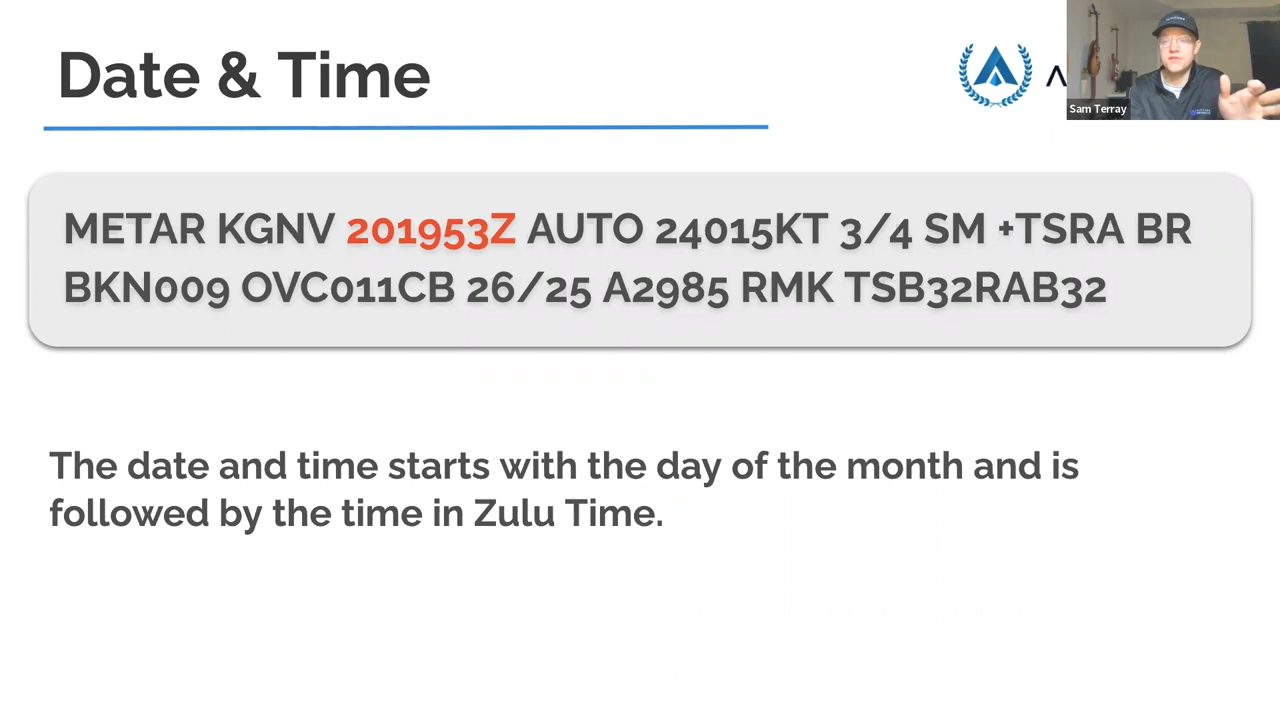 Date & Time
Sam Terray
METAR KGNV 201953Z AUTO 24015KT 3/4 SM +TSRA BR
BKN009 OVC011CB 26/25 A2985 RMK TSB32RAB32
The date and time starts with the day of the month and is
followed by the time in Zulu Time.